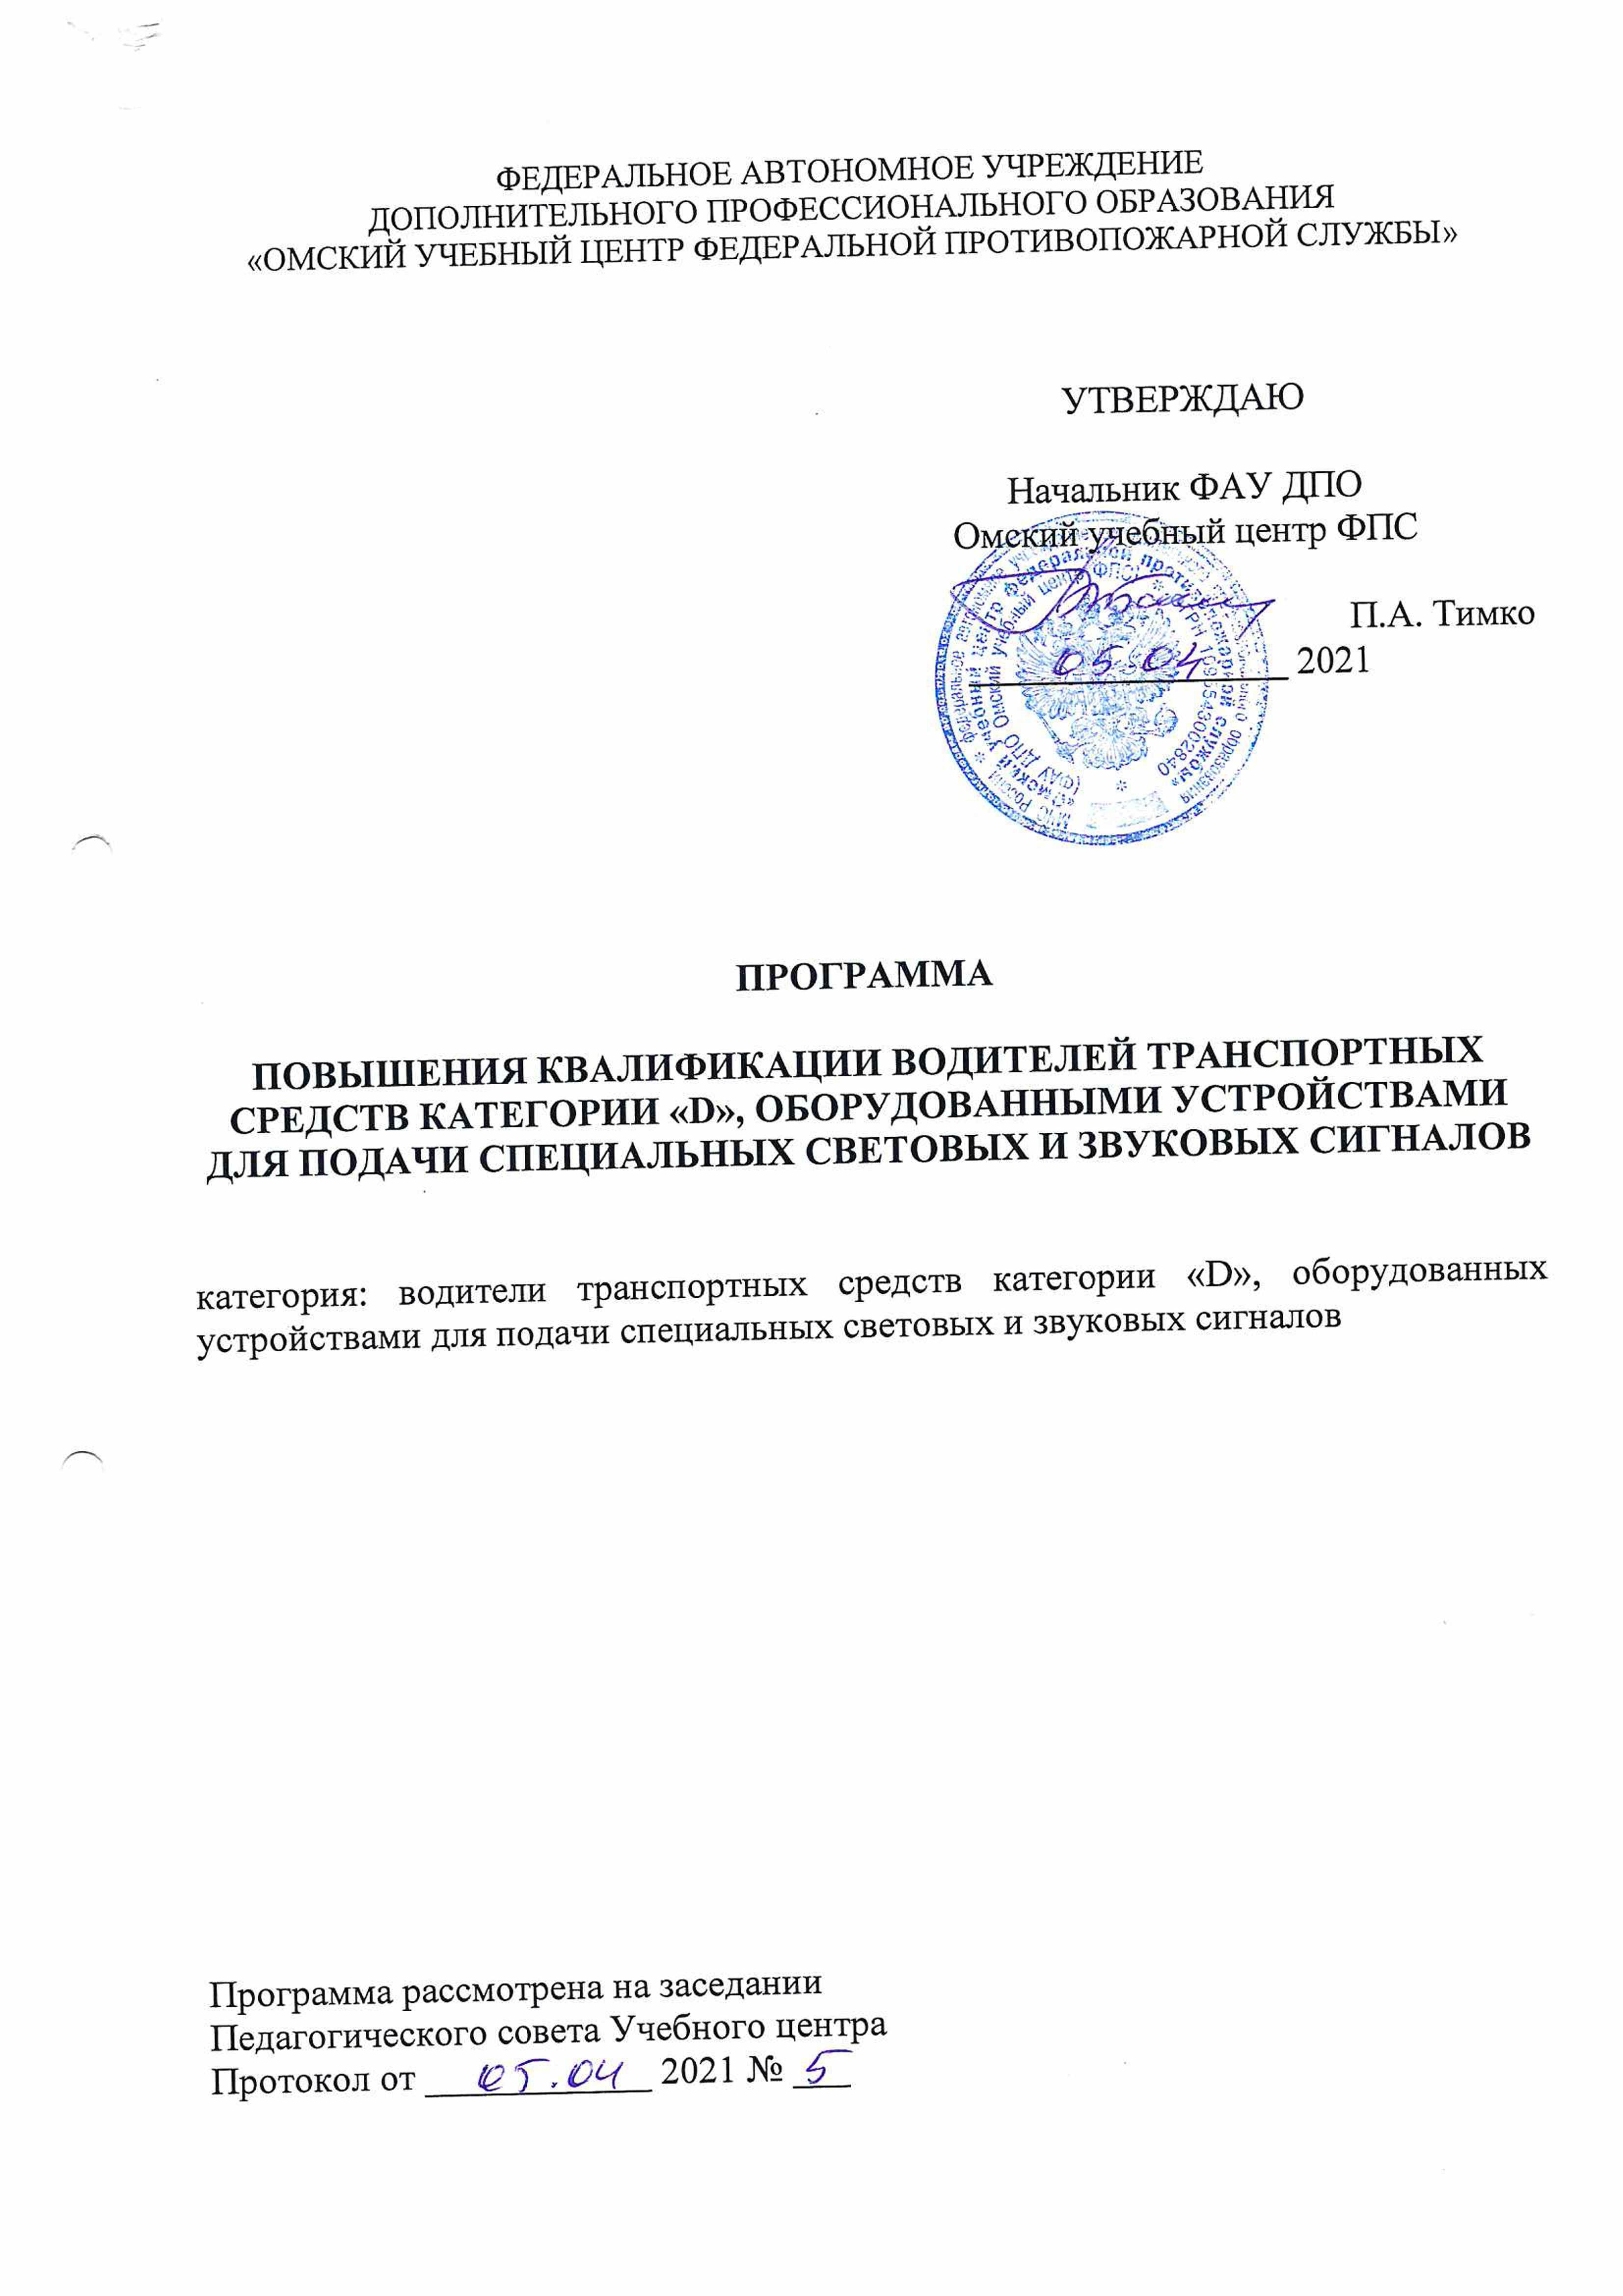 ФЕДЕРАЛЬНОЕ АВТОНОМНОЕ УЧРЕЖДЕНИЕ
ДОПОЛНИТЕЛЬНОГО ПРОФЕССИОНАЛЬНОГО ОБРАЗОВАНИЯ
«ОМСКИЙ УЧЕБНЫЙ ЦЕНТР ФЕДЕРАЛЬНОЙ ПРОТИВОПОЖАРНОЙ СЛУЖБЫ»
УТВЕРЖДАЮ
Начальник ФАУ ДПО
Омский учебный центр ФПС
П.А. Тимко
05 04 2021
ПРОГРАММА
ПОВЫШЕНИЯ КВАЛИФИКАЦИИ ВОДИТЕЛЕЙ ТРАНСПОРТНЫХ
СРЕДСТВ КАТЕГОРИИ «D», ОБОРУДОВАННЫМИ УСТРОЙСТВАМИ
ДЛЯ ПОДАЧИ СПЕЦИАЛЬНЫХ СВЕТОВЫХ И ЗВУКОВЫХ СИГНАЛОВ
категория: водители транспортных средств категории «D», оборудованных
устройствами для подачи специальных световых и звуковых сигналов
Программа рассмотрена на заседании
Педагогического совета Учебного центра
Протокол от 05.04 2021 № 5